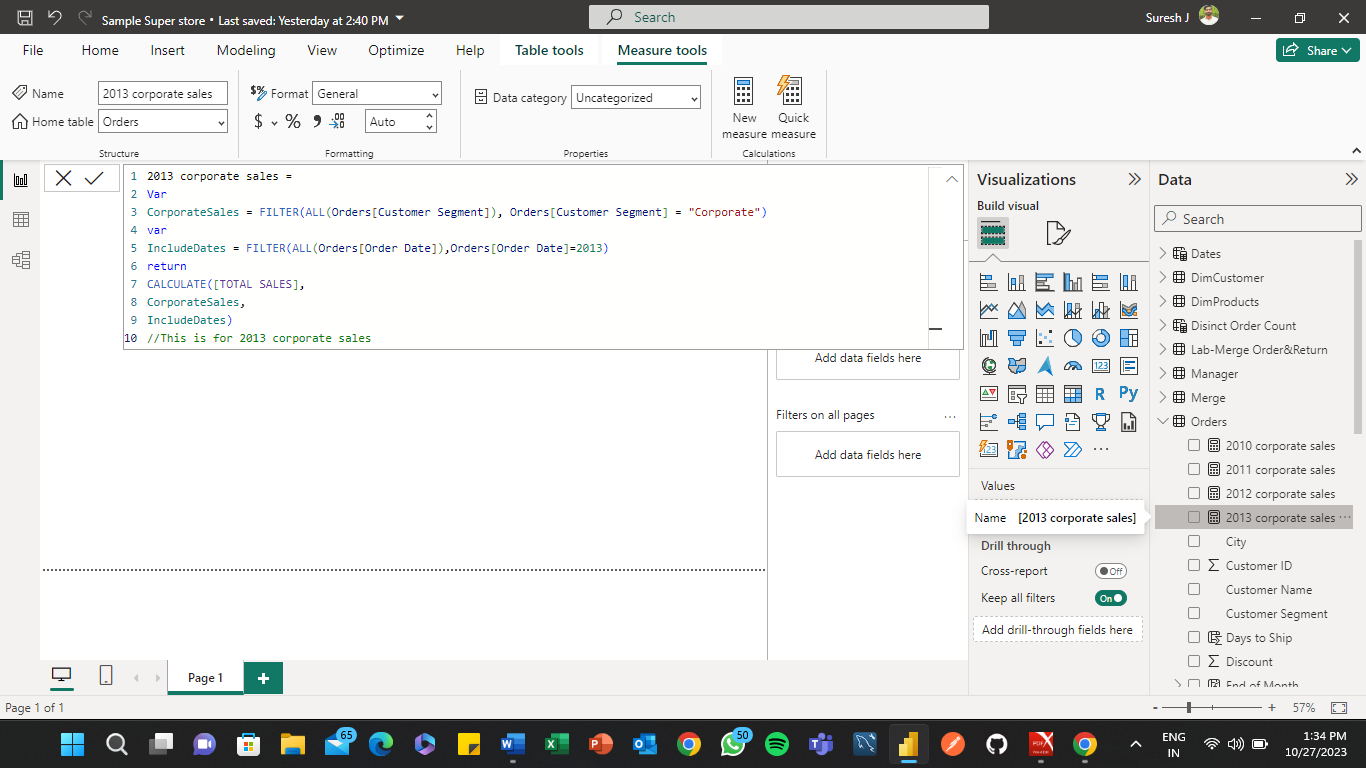 Sample Super store • Last saved: Yesterday at 2:40 PM
Search
Suresh J
File Home Insert Modeling View Optimize Help Table tools Measure tools
Share
Name 2013 corporate sales
Home table Orders
Structure
$% Format General
$ % Auto
Formatting
Data category Uncategorized
Properties
New measure
Quick measure
Calculations
1 2013 corporate sales =
2 Var
3 CorporateSales = FILTER(ALL(Orders[Customer Segment]), Orders[Customer Segment] = "Corporate")
4 var
5 IncludeDates = FILTER(ALL(Orders[Order Date]),Orders[Order Date]=2013)
6 return
7 CALCULATE([TOTAL SALES],
8 CorporateSales,
9 IncludeDates)
10 //This is for 2013 corporate sales
Add data fields here
Filters on all pages ...
Add data fields here
Visualizations
Build visual
123
R
Py
123
...
Values
Name [2013 corporate sales]
Drill through
Cross-report Off
Keep all filters On
Add drill-through fields here
Data
Search
Dates
DimCustomer
DimProducts
Disinct Order Count
Lab-Merge Order&Return
Manager
Merge
Orders
2010 corporate sales
2011 corporate sales
2012 corporate sales
2013 corporate sales ...
City
Customer ID
Customer Name
Customer Segment
Days to Ship
Discount
End of Month
Page 1
Page 1 of 1
- + 57%
65
50
ENG
IN
1:34 PM
10/27/2023